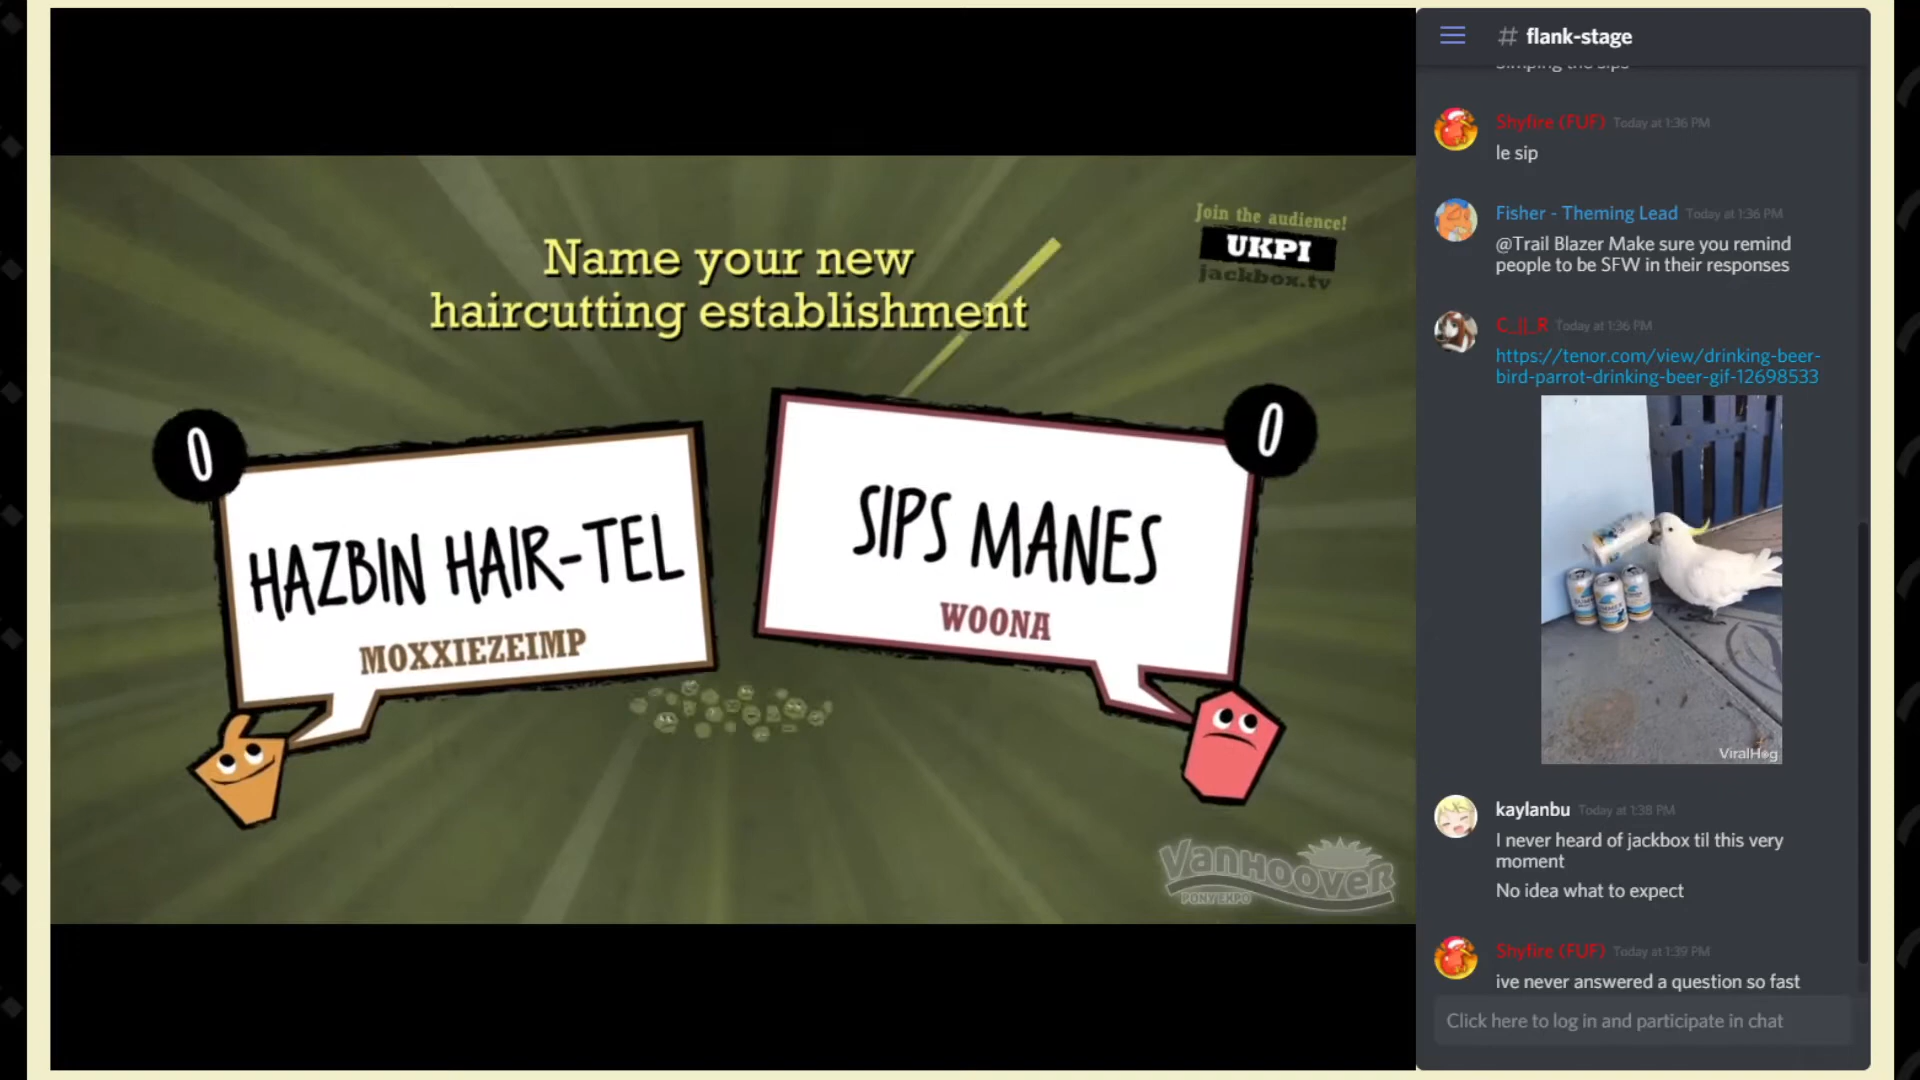 Name your new
haircutting establishment
Join the audience!
UKPI
jackbox.tv
0
HAZBIN HAIR-TEL
MOXXIEZEIMP
0
SIPS MANES
WOONA
VANHOOVER
PONY EXPO
# flank-stage
Simping the sips
Shyfire (FUF) Today at 1:36 PM
le sip
Fisher - Theming Lead Today at 1:36 PM
@Trail Blazer Make sure you remind
people to be SFW in their responses
C_||_R Today at 1:36 PM
https://tenor.com/view/drinking-beer-
bird-parrot-drinking-beer-gif-12698533
ViralHog
kaylanbu Today at 1:38 PM
I never heard of jackbox til this very
moment
No idea what to expect
Shyfire (FUF) Today at 1:39 PM
ive never answered a question so fast
Click here to log in and participate in chat